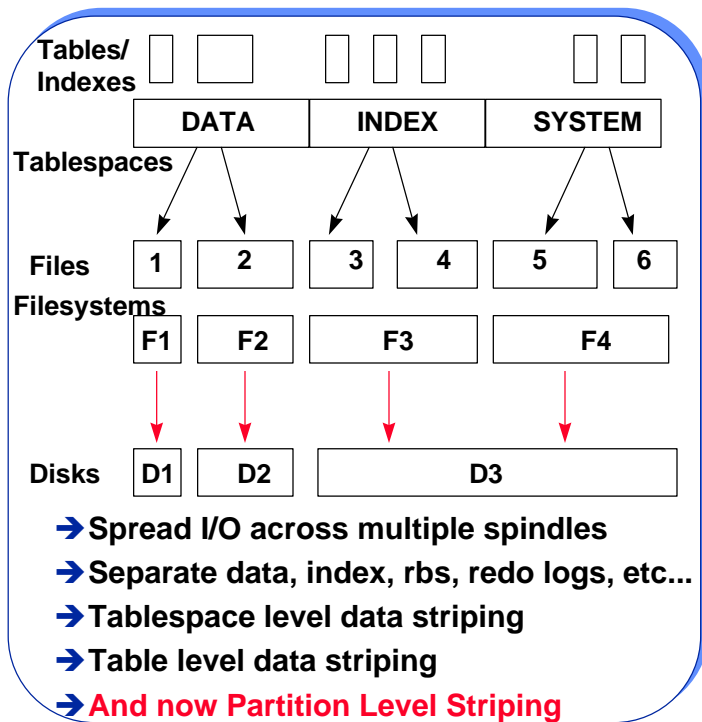 Tables/
Indexes
DATA INDEX SYSTEM
Tablespaces
Files 1 2 3 4 5 6
Filesystems
F1 F2 F3 F4
Disks D1 D2 D3
➔ Spread I/O across multiple spindles
➔ Separate data, index, rbs, redo logs, etc...
➔ Tablespace level data striping
➔ Table level data striping
➔ And now Partition Level Striping